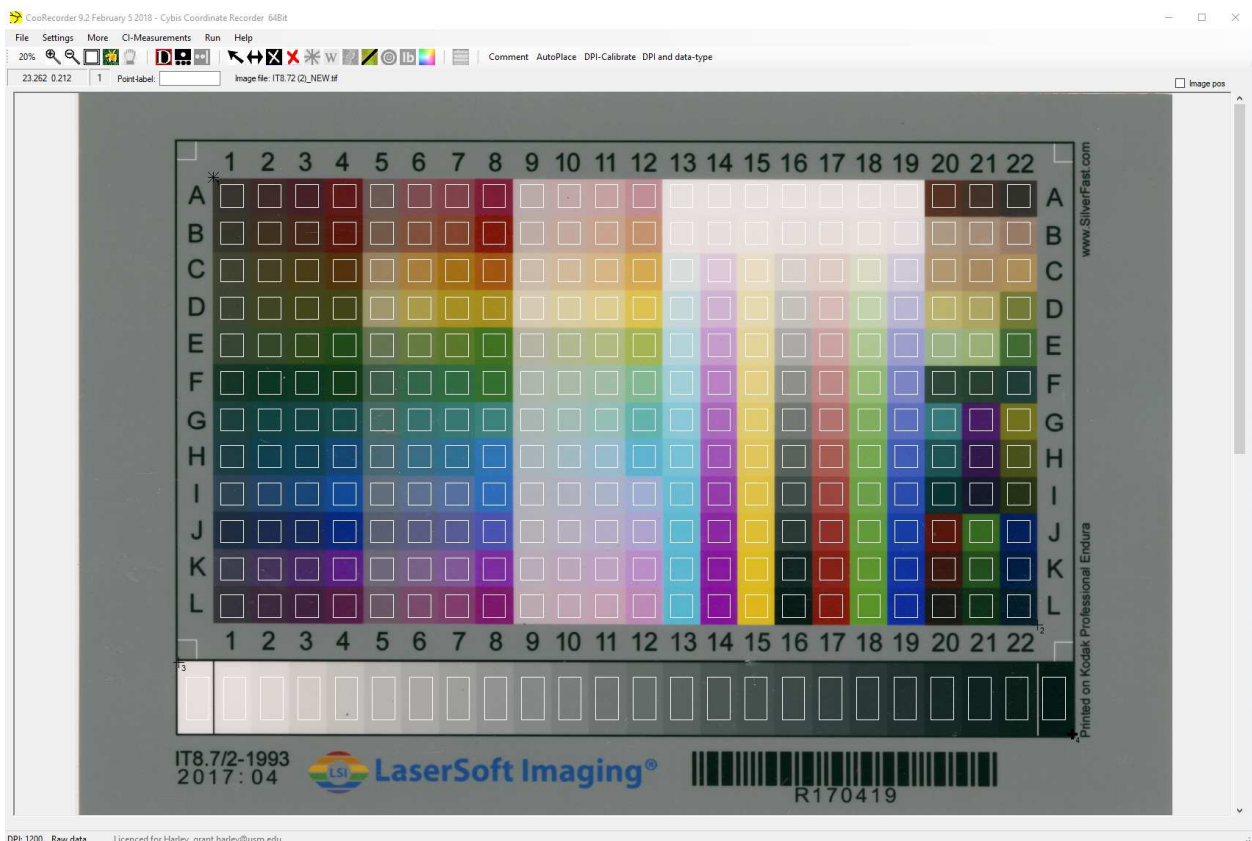 CooRecorder 9.2 February 5 2018 - Cybis Coordinate Recorder 64Bit
File Settings More CI-Measurements Run Help
20% D W lb Comment AutoPlace DPI-Calibrate DPI and data-type
23.262 0.212 1 Point-label: Image file: IT8.72 (2)_NEW.tif
Image pos
1 2 3 4 5 6 7 8 9 10 11 12 13 14 15 16 17 18 19 20 21 22
A A
B B
C C
D D
E E
F F
G G
H H
I I
J J
K K
L L
1 2 3 4 5 6 7 8 9 10 11 12 13 14 15 16 17 18 19 20 21 22
2
3
4
www.SilverFast.com
Printed on Kodak Professional Endura
IT8.7/2-1993
2017:04
LSI LaserSoft Imaging®
R170419
DPI: 1200 Raw data Licenced for Harley, grant.harley@usm.edu